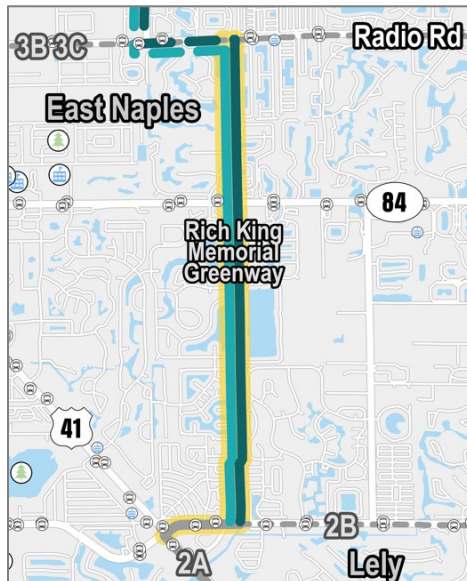 3B 3C
Radio Rd
East Naples
84
Rich King
Memorial
Greenway
41
2B
2A
Lely